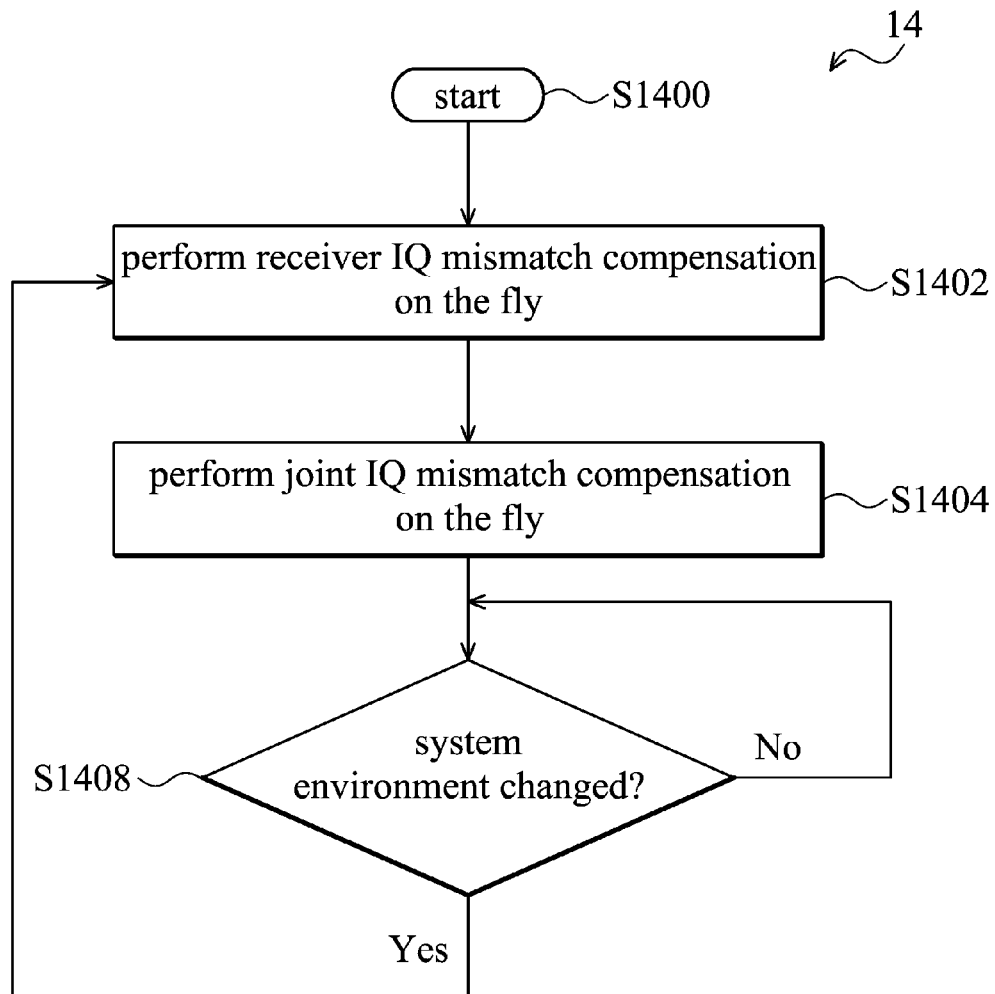 14
start
S1400
perform receiver IQ mismatch compensation
on the fly
S1402
perform joint IQ mismatch compensation
on the fly
S1404
system
environment changed?
S1408
No
Yes